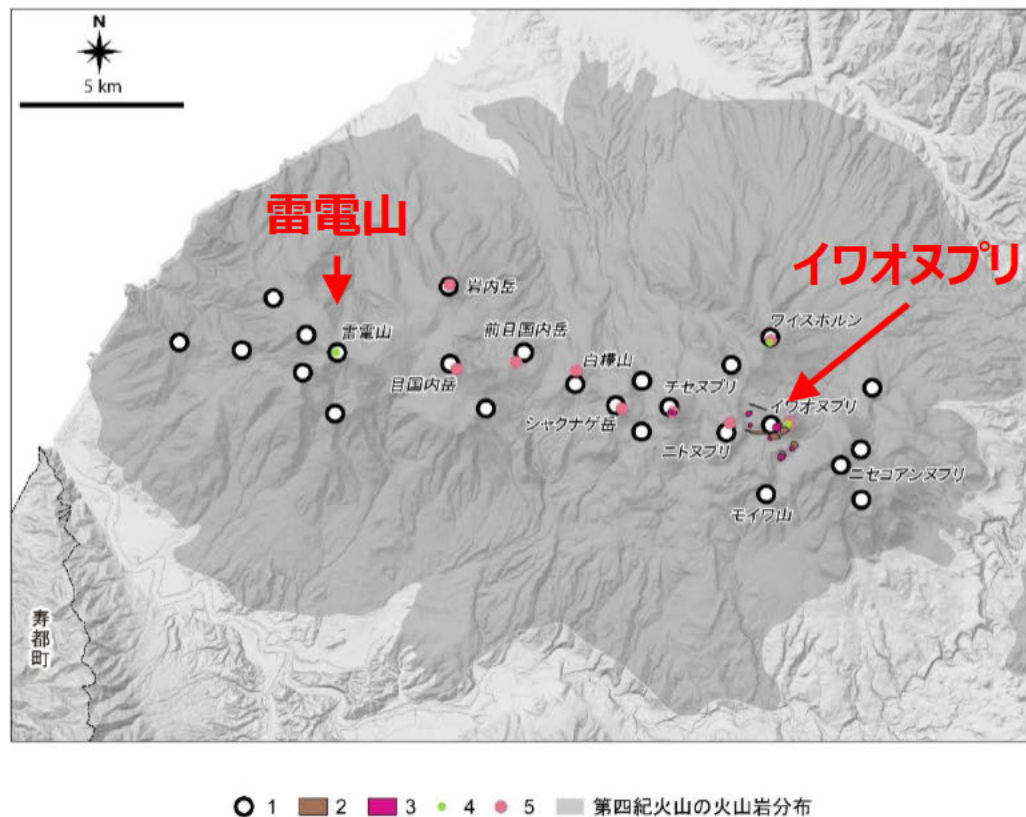 N
5 km
雷電山
イワオヌプリ
岩内岳
ワイスホルン
雷電山
前目国内岳
目国内岳
白樺山
チセヌプリ
イワオヌプリ
シャクナゲ岳
ニトヌプリ
ニセコアンヌプリ
モイワ山
寿都町
1 2 3 4 5 第四紀火山の火山岩分布